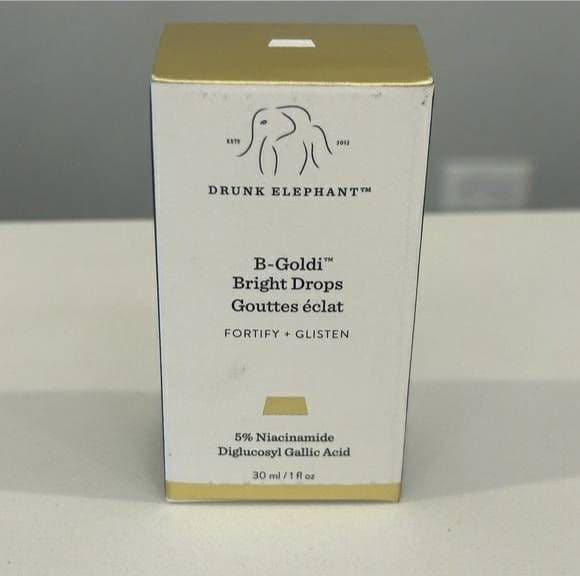 ESTD 2012
DRUNK ELEPHANT™
B-Goldi™
Bright Drops
Gouttes éclat
FORTIFY + GLISTEN
5% Niacinamide
Diglucosyl Gallic Acid
30 ml / 1 fl oz